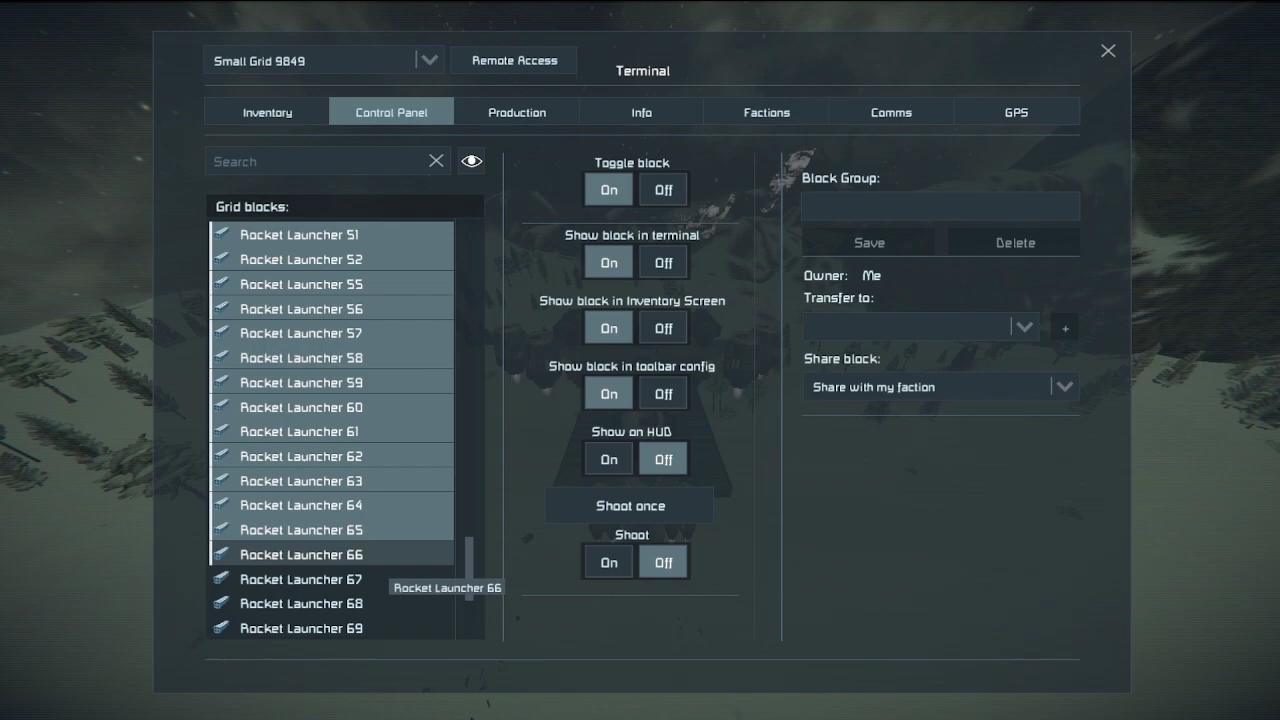 Small Grid 9849
Remote Access
Terminal
Inventory
Control Panel
Production
Info
Factions
Comms
GPS
Search
Grid blocks:
Rocket Launcher 51
Rocket Launcher 52
Rocket Launcher 55
Rocket Launcher 56
Rocket Launcher 57
Rocket Launcher 58
Rocket Launcher 59
Rocket Launcher 60
Rocket Launcher 61
Rocket Launcher 62
Rocket Launcher 63
Rocket Launcher 64
Rocket Launcher 65
Rocket Launcher 66
Rocket Launcher 67
Rocket Launcher 68
Rocket Launcher 69
Rocket Launcher 66
Toggle block
On Off
Show block in terminal
On Off
Show block in Inventory Screen
On Off
Show block in toolbar config
On Off
Show on HUD
On Off
Shoot once
Shoot
On Off
Block Group:
Save Delete
Owner: Me
Transfer to:
+
Share block:
Share with my faction